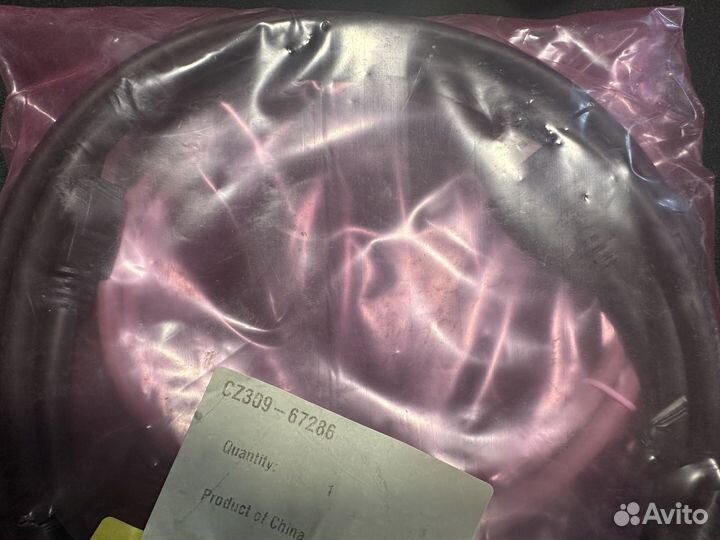 CZ309-67286
Quantity:
1
Product of China
Avito